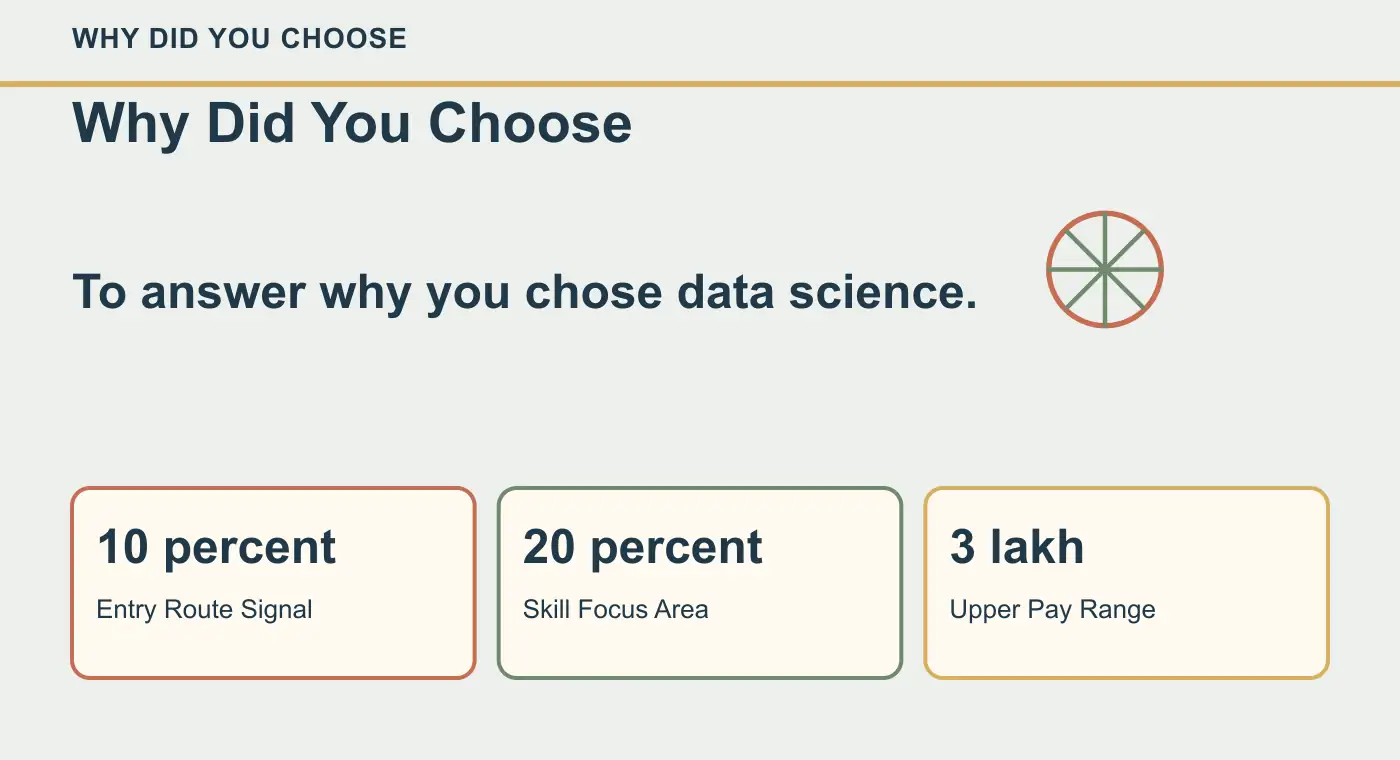 WHY DID YOU CHOOSE
Why Did You Choose
To answer why you chose data science.
10 percent
Entry Route Signal
20 percent
Skill Focus Area
3 lakh
Upper Pay Range